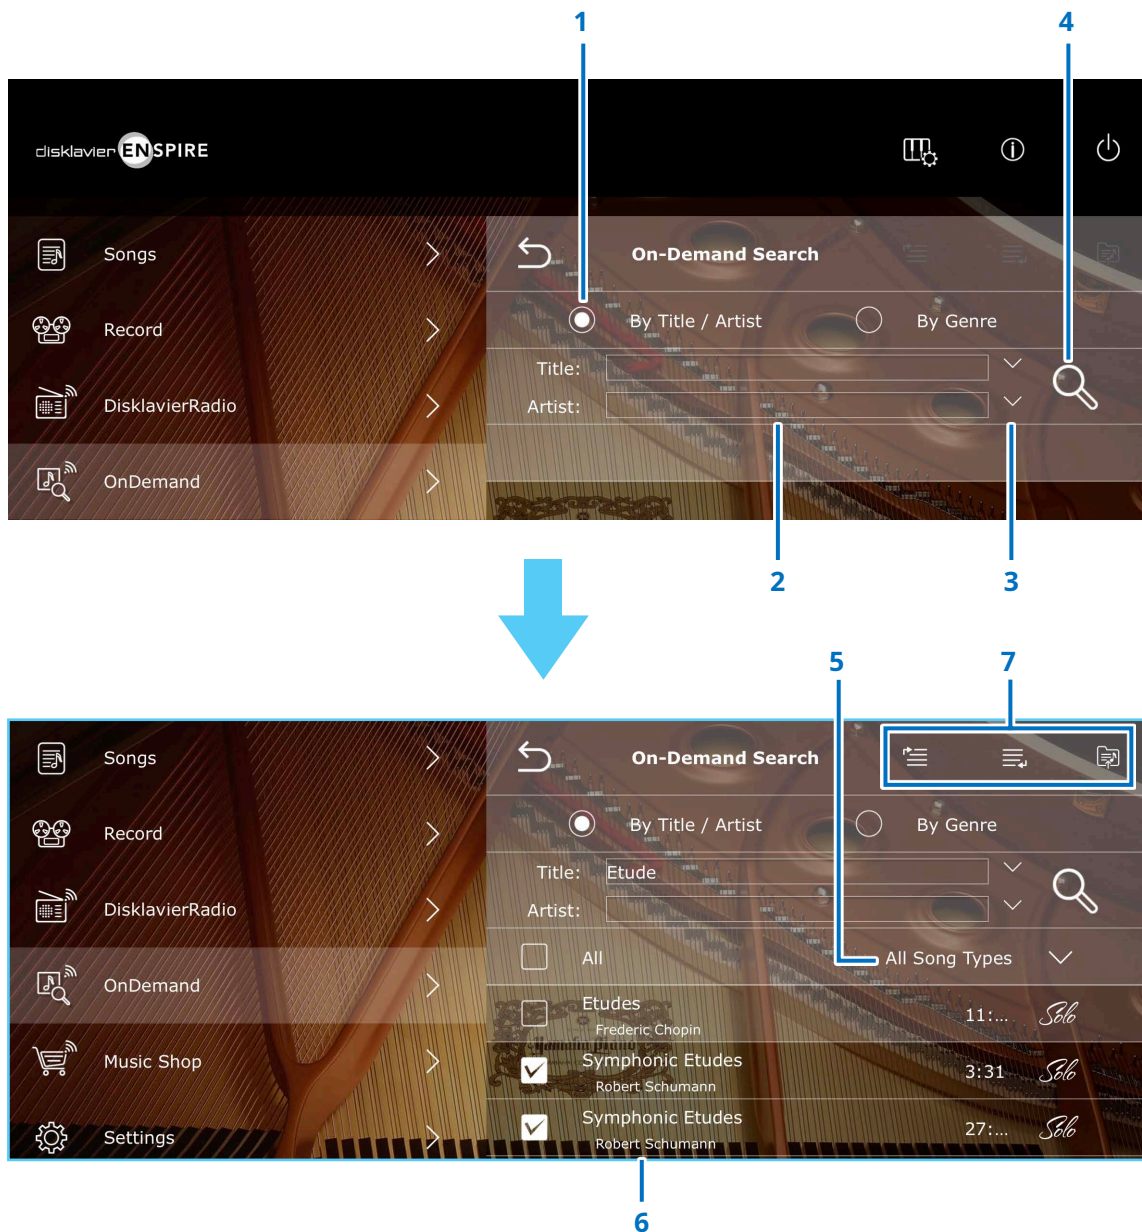 1
4
disklavier ENSPIRE
Songs
On-Demand Search
Record
By Title / Artist
By Genre
Title:
DisklavierRadio
Artist:
OnDemand
2
3
5
7
Songs
On-Demand Search
Record
By Title / Artist
By Genre
Title:
Etude
DisklavierRadio
Artist:
All
All Song Types
OnDemand
Etudes
Frederic Chopin
11:...
Solo
Music Shop
Symphonic Etudes
Robert Schumann
3:31
Solo
Settings
Symphonic Etudes
Robert Schumann
27:...
Solo
6